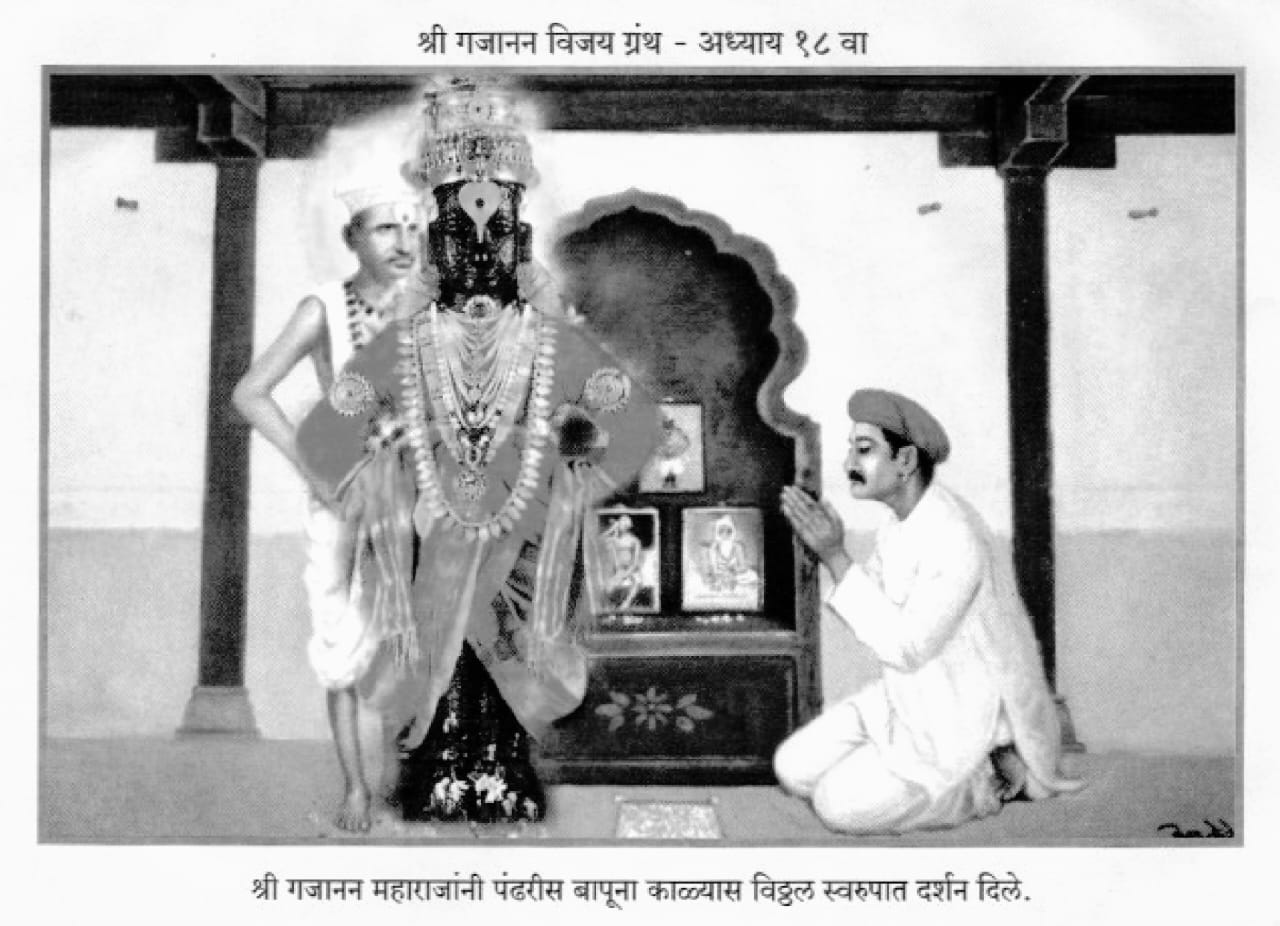 श्री गजानन विजय ग्रंथ - अध्याय १८ वा
श्री गजानन महाराजांनी पंढरीस बापूना काळ्यास विठ्ठल स्वरुपात दर्शन दिले.